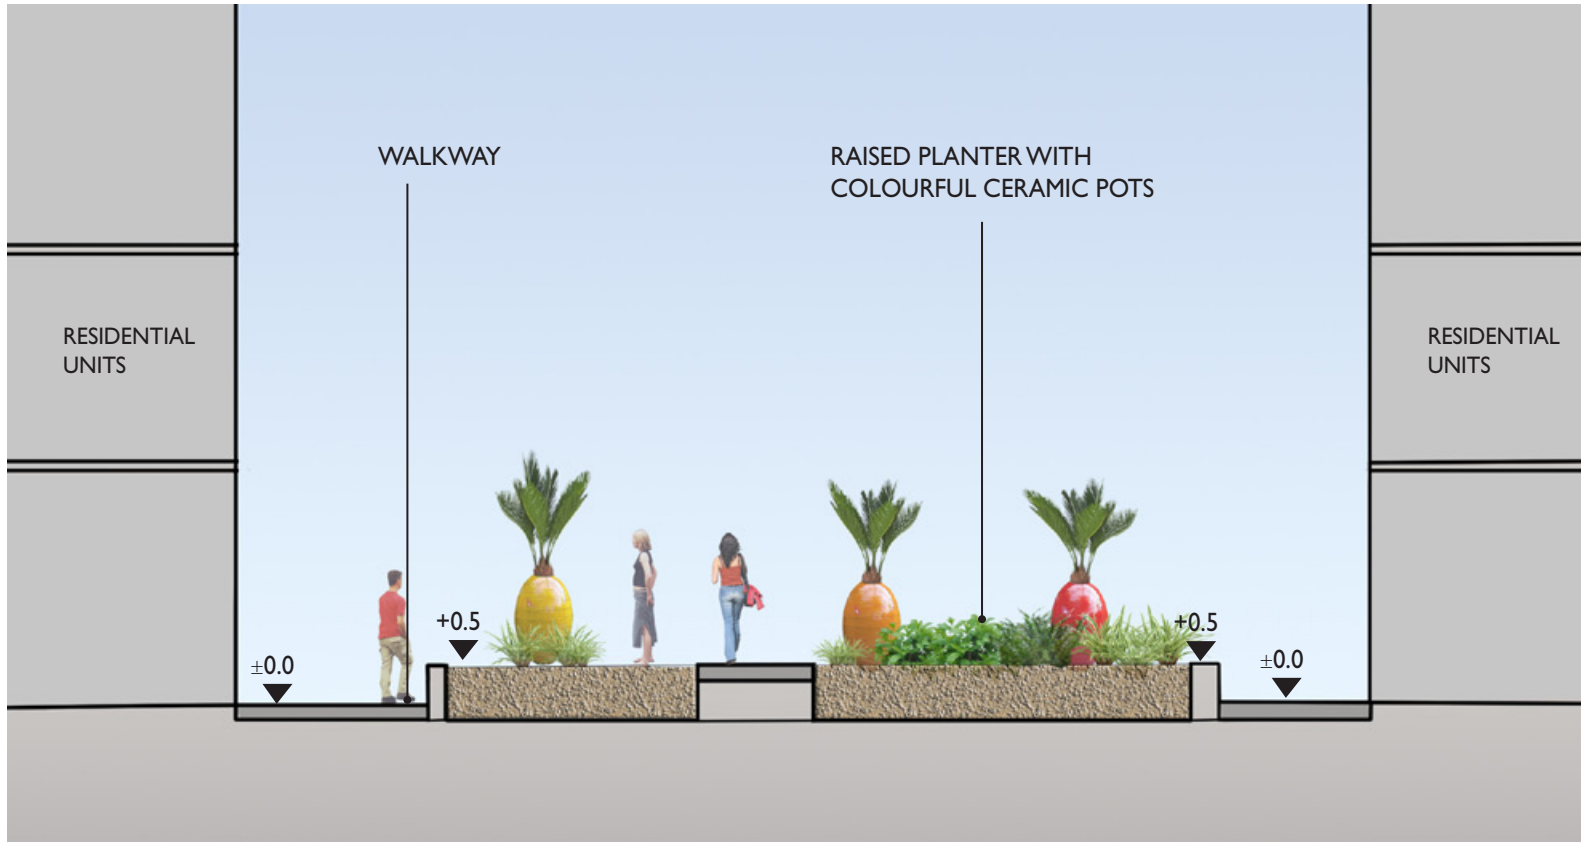 WALKWAY
RAISED PLANTER WITH
COLOURFUL CERAMIC POTS
RESIDENTIAL
UNITS
RESIDENTIAL
UNITS
+0.5
+0.5
±0.0
±0.0